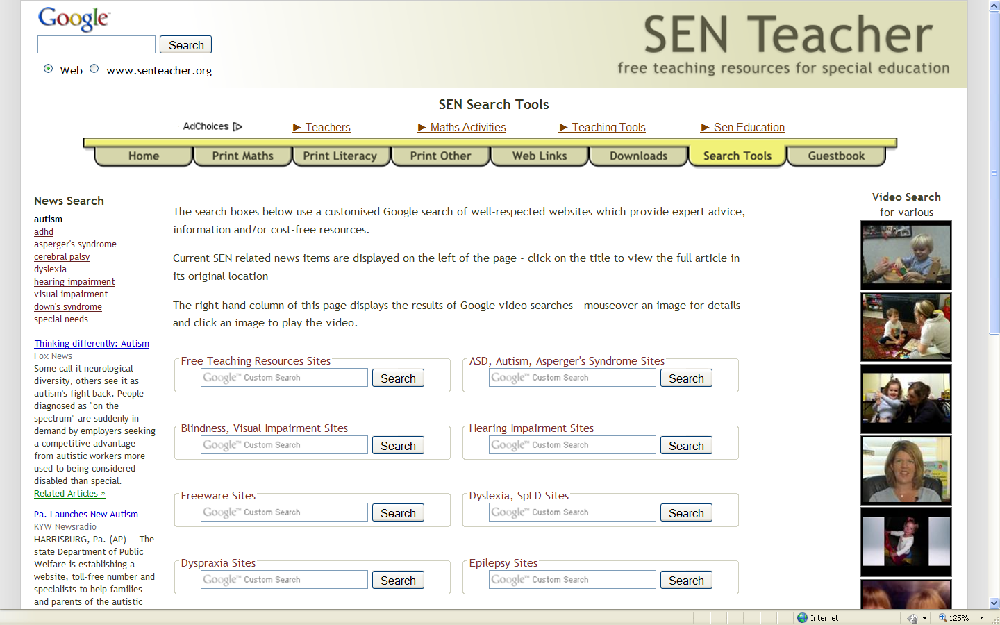 Google™
Search
Web www.senteacher.org
SEN Teacher
free teaching resources for special education
SEN Search Tools
AdChoices
► Teachers
► Maths Activities
► Teaching Tools
► Sen Education
Home
Print Maths
Print Literacy
Print Other
Web Links
Downloads
Search Tools
Guestbook
News Search
autism
adhd
asperger's syndrome
cerebral palsy
dyslexia
hearing impairment
visual impairment
down's syndrome
special needs
Thinking differently: Autism
Fox News
Some call it neurological
diversity, others see it as
autism's fight back. People
diagnosed as "on the
spectrum" are suddenly in
demand by employers seeking
a competitive advantage
from autistic workers more
used to being considered
disabled than special.
Related Articles »
Pa. Launches New Autism
KYW Newsradio
HARRISBURG, Pa. (AP) — The
state Department of Public
Welfare is establishing a
website, toll-free number and
specialists to help families
and parents of the autistic
The search boxes below use a customised Google search of well-respected websites which provide expert advice,
information and/or cost-free resources.
Current SEN related news items are displayed on the left of the page - click on the title to view the full article in
its original location
The right hand column of this page displays the results of Google video searches - mouseover an image for details
and click an image to play the video.
Free Teaching Resources Sites
Google™ Custom Search
Search
ASD, Autism, Asperger's Syndrome Sites
Google™ Custom Search
Search
Blindness, Visual Impairment Sites
Google™ Custom Search
Search
Hearing Impairment Sites
Google™ Custom Search
Search
Freeware Sites
Google™ Custom Search
Search
Dyslexia, SpLD Sites
Google™ Custom Search
Search
Dyspraxia Sites
Google™ Custom Search
Search
Epilepsy Sites
Google™ Custom Search
Search
Video Search
for various
Internet
125%